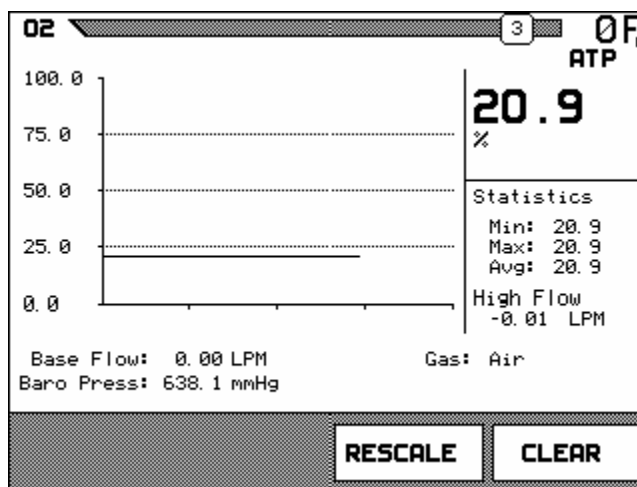 O2 3 0F
ATP
100.0
20.9
%
75.0
50.0
Statistics
Min: 20.9
Max: 20.9
Avg: 20.9
25.0
0.0
High Flow
-0.01 LPM
Base Flow: 0.00 LPM Gas: Air
Baro Press: 638.1 mmHg
RESCALE CLEAR